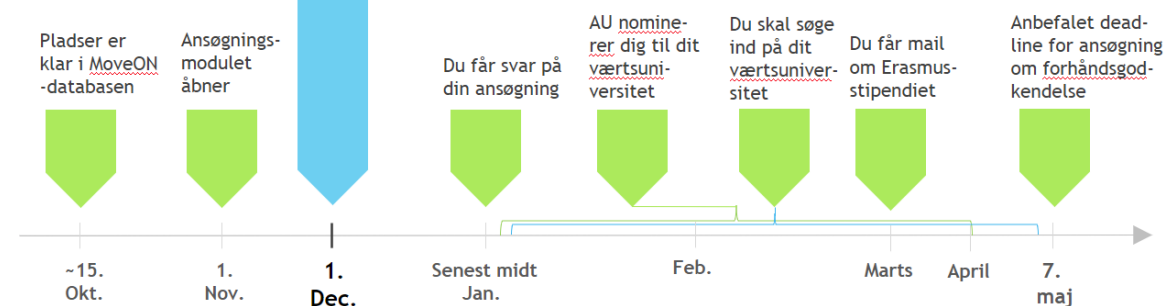 Pladser er
klar i MoveON
-databasen
Ansøgnings-
modulet
åbner
Du får svar på
din ansøgning
AU nomine-
rer dig til dit
værtsuni-
versitet
Du skal søge
ind på dit
værtsuniver-
sitet
Du får mail
om Erasmus-
stipendiet
Anbefalet dead-
line for ansøgning
om forhåndsgod-
kendelse
~15.
Okt.
1.
Nov.
1.
Dec.
Senest midt
Jan.
Feb.
Marts
April
7.
maj